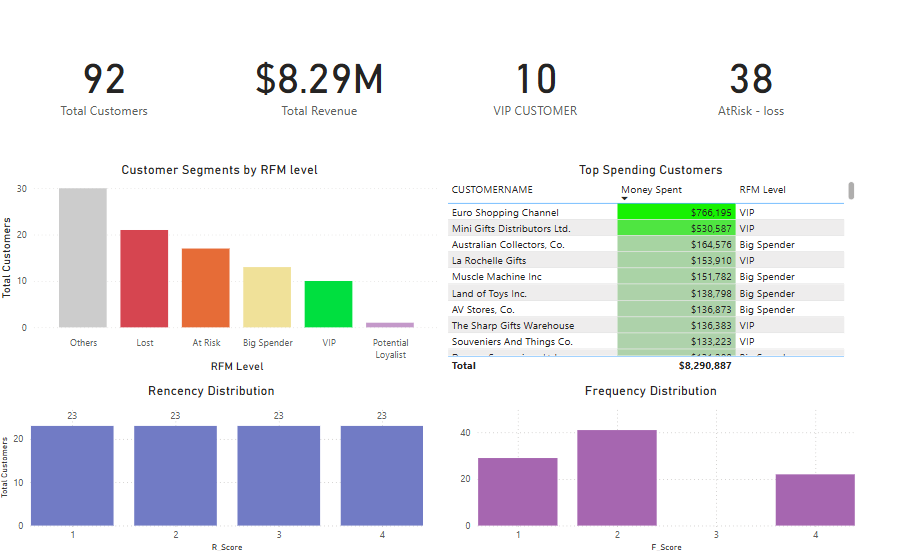 92
Total Customers
$8.29M
Total Revenue
10
VIP CUSTOMER
38
AtRisk - loss
Customer Segments by RFM level
Total Customers
30
20
10
0
Others
Lost
At Risk
Big Spender
VIP
Potential
Loyalist
RFM Level
Top Spending Customers
CUSTOMERNAME Money Spent RFM Level
Euro Shopping Channel $766,195 VIP
Mini Gifts Distributors Ltd. $530,587 VIP
Australian Collectors, Co. $164,576 Big Spender
La Rochelle Gifts $153,910 VIP
Muscle Machine Inc $151,782 Big Spender
Land of Toys Inc. $138,798 Big Spender
AV Stores, Co. $136,873 Big Spender
The Sharp Gifts Warehouse $136,383 VIP
Souveniers And Things Co. $133,223 VIP
Total $8,290,887
Rencency Distribution
Total Customers
20
0
23
23
23
23
1
2
3
4
R_Score
Frequency Distribution
40
20
0
1
2
3
4
F_Score